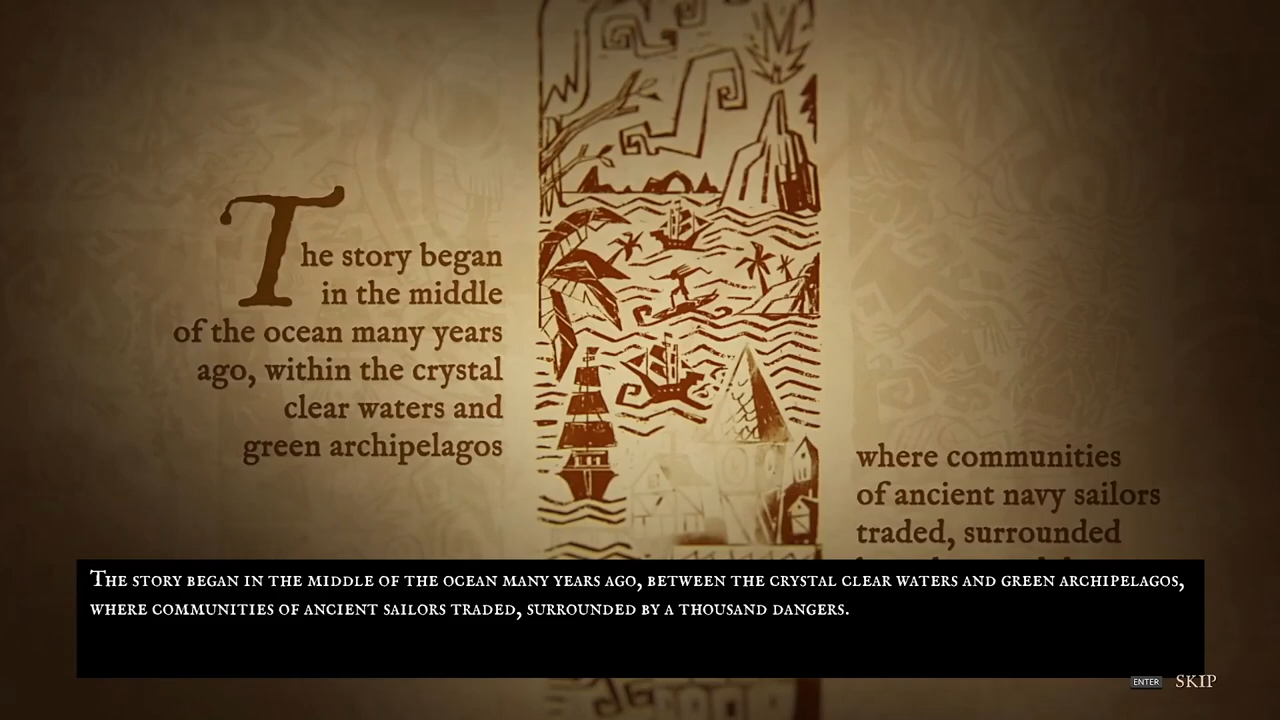 The story began
in the middle
of the ocean many years
ago, within the crystal
clear waters and
green archipelagos
where communities
of ancient navy sailors
traded, surrounded
The story began in the middle of the ocean many years ago, between the crystal clear waters and green archipelagos,
where communities of ancient sailors traded, surrounded by a thousand dangers.
ENTER SKIP